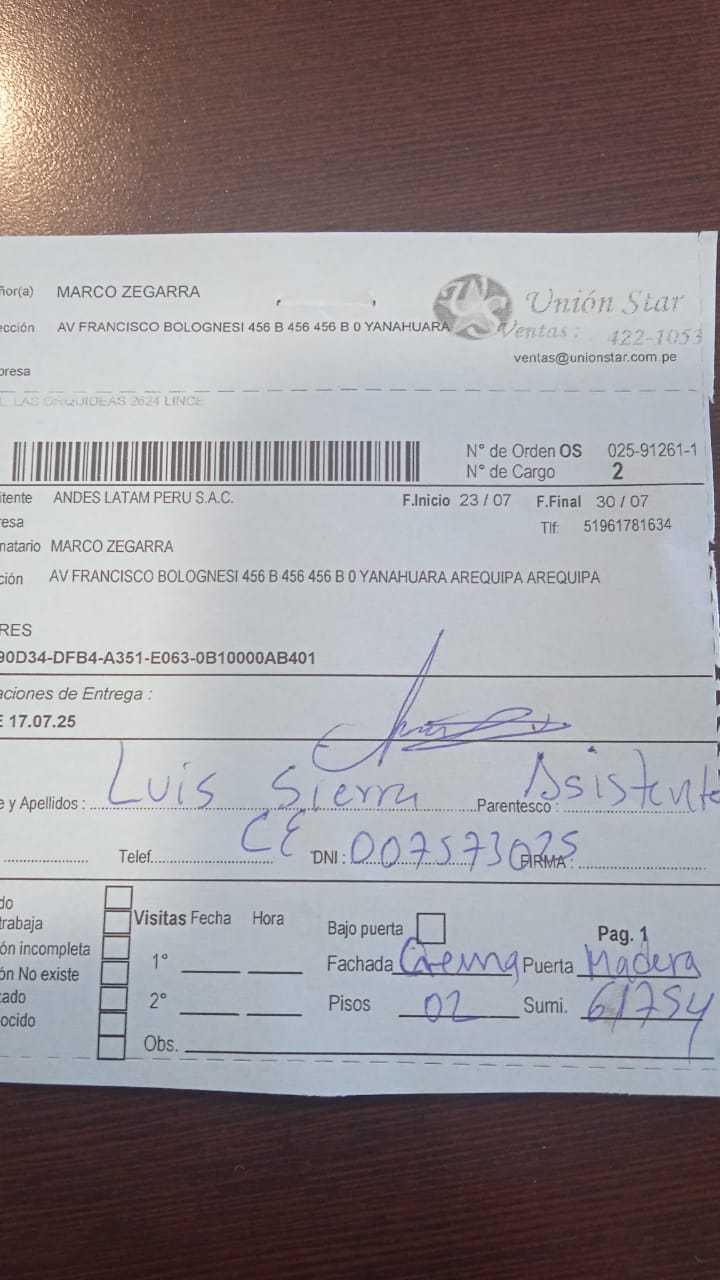 ñor(a) MARCO ZEGARRA
ección AV FRANCISCO BOLOGNESI 456 B 456 456 B 0 YANAHUARA
Unión Star
Ventas: 422-1053
ventas@unionstar.com.pe
presa
LAS ORQUIDEAS 2624 LINCE
N° de Orden OS 025-91261-1
N° de Cargo 2
itente ANDES LATAM PERU S.A.C. F.Inicio 23 / 07 F.Final 30 / 07
resa Tlf: 51961781634
natario MARCO ZEGARRA
ción AV FRANCISCO BOLOGNESI 456 B 456 456 B 0 YANAHUARA AREQUIPA AREQUIPA
RES
90D34-DFB4-A351-E063-0B10000AB401
aciones de Entrega :
E 17.07.25
e y Apellidos : Luis Sierra Parentesco : Asistente
Telef. CE DNI : 007573025 FIRMA :
do
trabaja Visitas Fecha Hora Bajo puerta Pag. 1
ón incompleta 1° Fachada Crema Puerta Madera
ón No existe
cado 2° Pisos 02 Sumi. 61754
ocido
Obs.